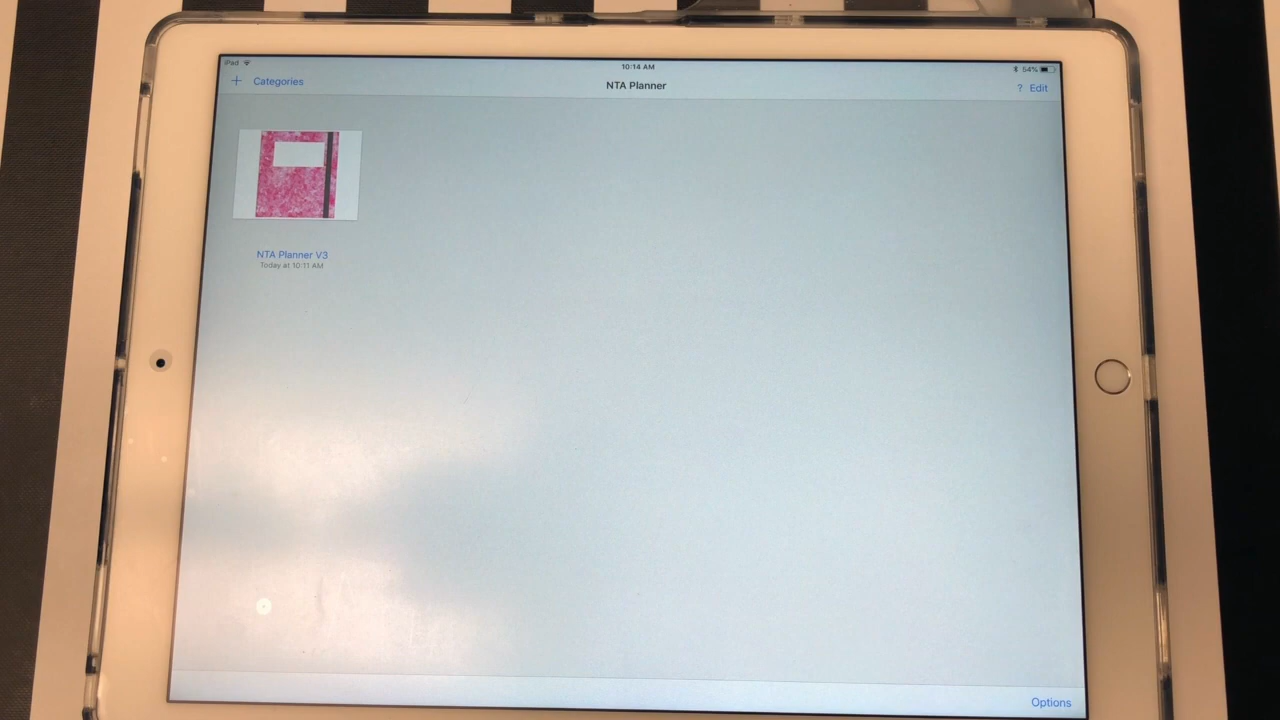 iPad
10:14 AM
54%
+ Categories
NTA Planner
? Edit
NTA Planner V3
Today at 10:11 AM
Options